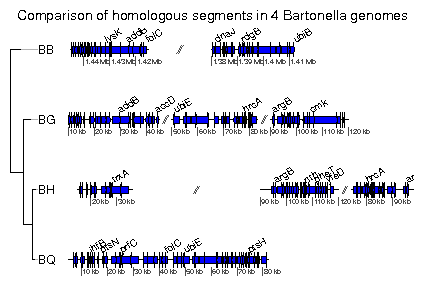 Comparison of homologous segments in 4 Bartonella genomes
BB
lysK addB folC // dnaJ rdgB ubiB
1.44 Mb 1.43 Mb 1.42 Mb 1.38 Mb 1.39 Mb 1.4 Mb 1.41 Mb
BG
addB accD // ubiE hrcA // argB cmk
10 kb 20 kb 30 kb 40 kb 50 kb 60 kb 70 kb 80 kb 90 kb 100 kb 110 kb 120 kb
BH
trxA // argB rrmJ // hrcA ar
20 kb 30 kb 90 kb 100 kb 110 kb 120 kb 80 kb 90 kb
BQ
ihfB folC ubiE
10 kb 20 kb 30 kb 40 kb 50 kb 60 kb 70 kb 80 kb